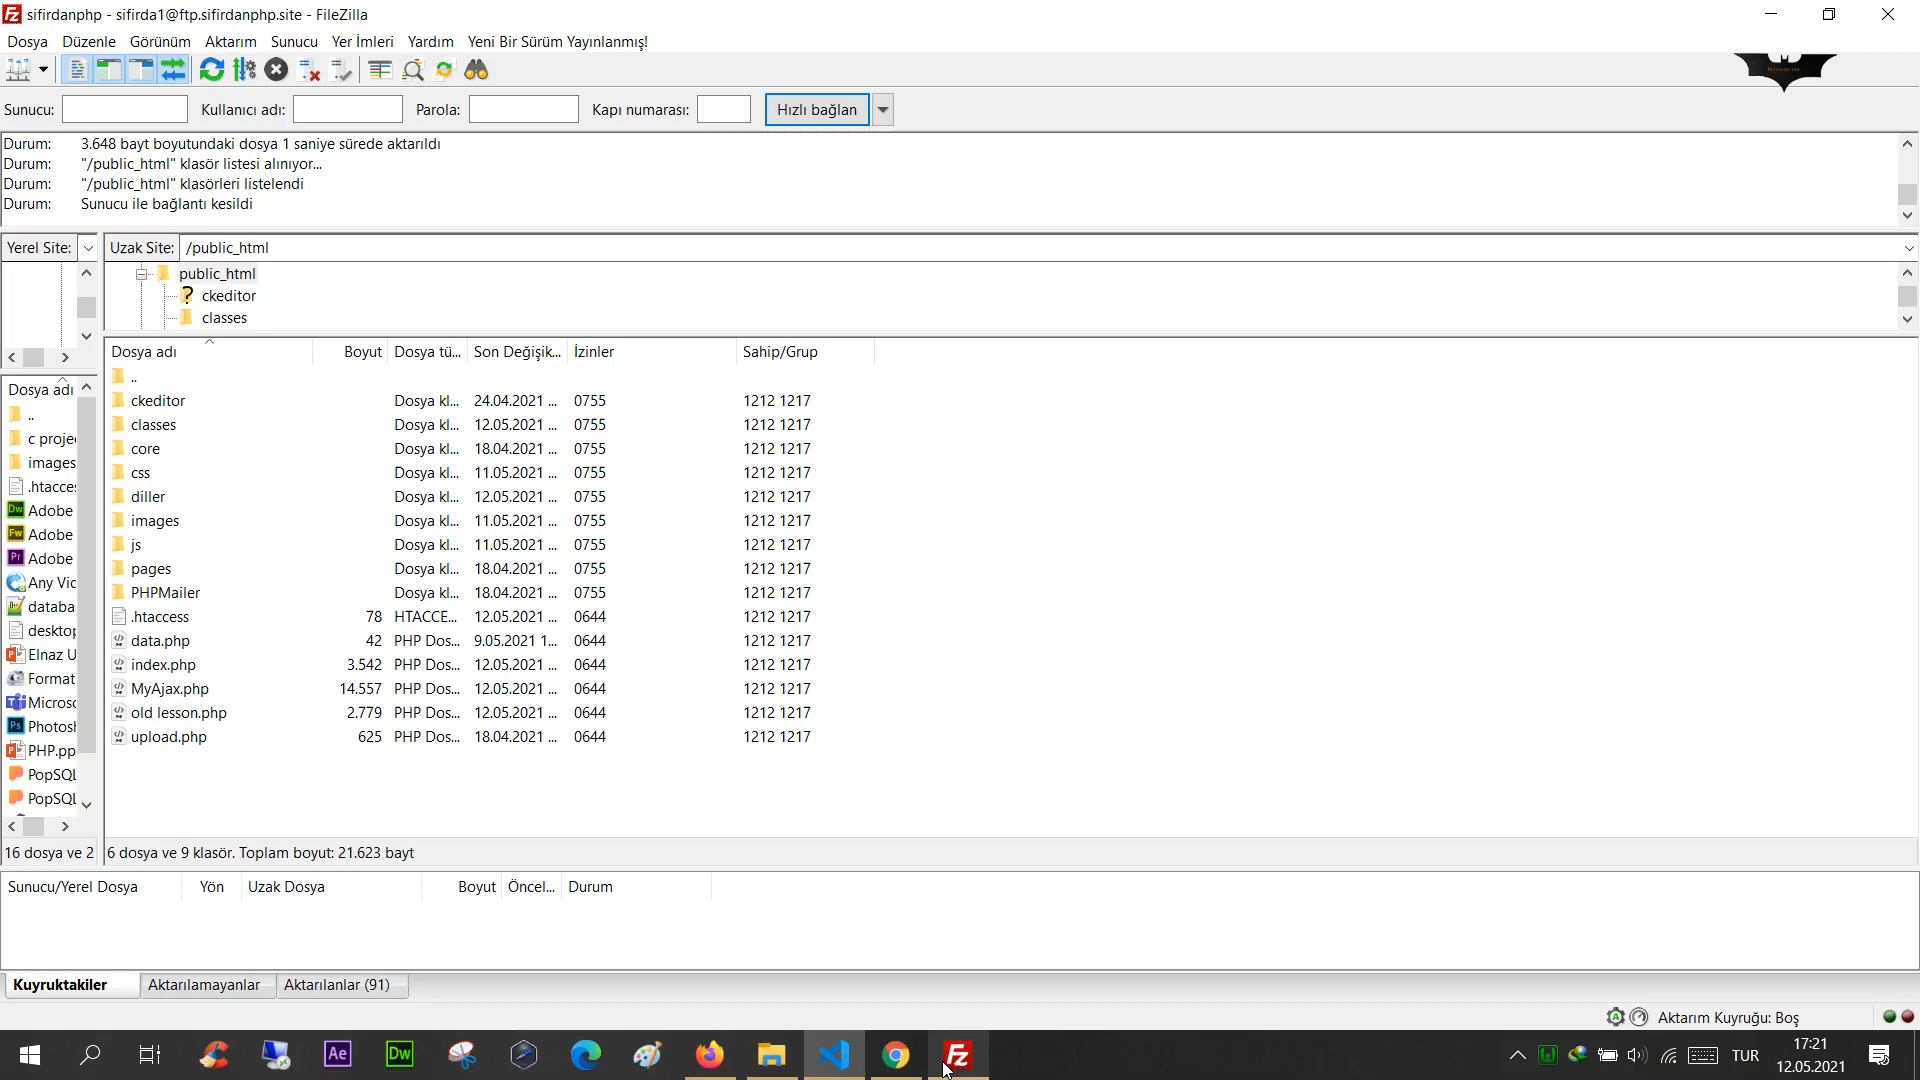 sifirdanphp - sifirda1@ftp.sifirdanphp.site - FileZilla
Dosya Düzenle Görünüm Aktarım Sunucu Yer İmleri Yardım Yeni Bir Sürüm Yayınlanmış!
Sunucu: Kullanıcı adı: Parola: Kapı numarası: Hızlı bağlan
Durum: 3.648 bayt boyutundaki dosya 1 saniye sürede aktarıldı
Durum: "/public_html" klasör listesi alınıyor...
Durum: "/public_html" klasörleri listelendi
Durum: Sunucu ile bağlantı kesildi
Yerel Site: Uzak Site: /public_html
public_html
ckeditor
classes
Dosya adı Boyut Dosya tü... Son Değişik... İzinler Sahip/Grup
..
ckeditor Dosya kl... 24.04.2021 ... 0755 1212 1217
classes Dosya kl... 12.05.2021 ... 0755 1212 1217
core Dosya kl... 18.04.2021 ... 0755 1212 1217
css Dosya kl... 11.05.2021 ... 0755 1212 1217
diller Dosya kl... 12.05.2021 ... 0755 1212 1217
images Dosya kl... 11.05.2021 ... 0755 1212 1217
js Dosya kl... 11.05.2021 ... 0755 1212 1217
pages Dosya kl... 18.04.2021 ... 0755 1212 1217
PHPMailer Dosya kl... 18.04.2021 ... 0755 1212 1217
.htaccess 78 HTACCE... 12.05.2021 ... 0644 1212 1217
data.php 42 PHP Dos... 9.05.2021 1... 0644 1212 1217
index.php 3.542 PHP Dos... 12.05.2021 ... 0644 1212 1217
MyAjax.php 14.557 PHP Dos... 12.05.2021 ... 0644 1212 1217
old lesson.php 2.779 PHP Dos... 12.05.2021 ... 0644 1212 1217
upload.php 625 PHP Dos... 18.04.2021 ... 0644 1212 1217
Dosya adı
..
c proje
images
.htacces
Adobe
Adobe
Adobe
Any Vid
databa
desktop
Elnaz U
Format
Microso
Photosh
PHP.pp
PopSQL
PopSQL
16 dosya ve 2
6 dosya ve 9 klasör. Toplam boyut: 21.623 bayt
Sunucu/Yerel Dosya Yön Uzak Dosya Boyut Öncel... Durum
Kuyruktakiler Aktarılamayanlar Aktarılanlar (91)
Aktarım Kuyruğu: Boş
Ae Dw Fz TUR 17:21
12.05.2021